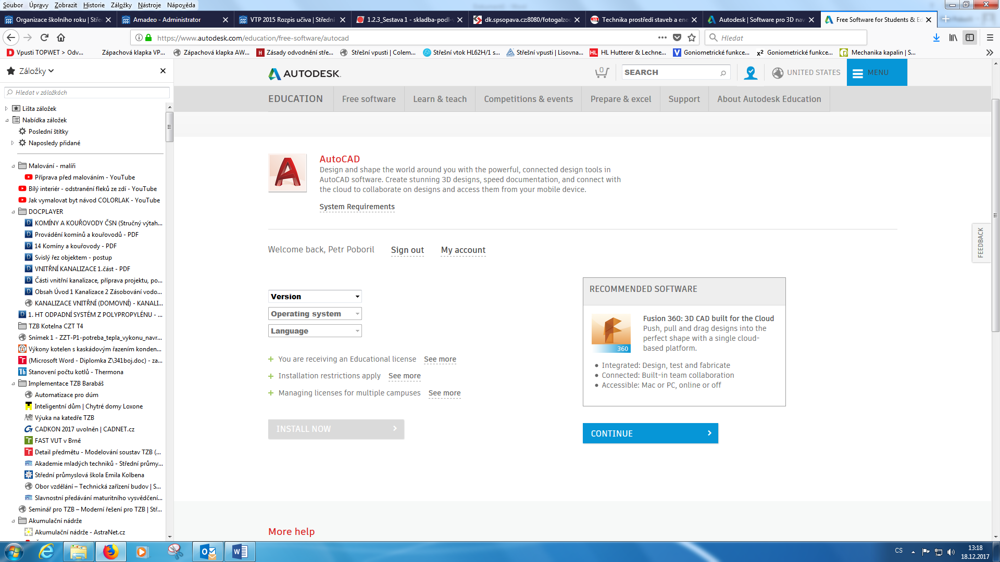 Soubor Úpravy Zobrazit Historie Záložky Nástroje Nápověda
Organizace školního roku | Stře
Amadeo - Administrator
VTP 2015 Rozpis učiva | Střední
1.2.3_Sestava 1 - skladba-podl-v
dk.spsopava.cz:8080/fotogalzoc
Technika prostředí staveb a ene
Autodesk | Software pro 3D nav
Free Software for Students & Ed
https://www.autodesk.com/education/free-software/autocad
Hledat
Vpusti TOPWET > Odv...
Zápachová klapka VP...
Zápachová klapka AW...
Zásady odvodnění stře...
Střešní vpusti | Colem...
Střešní vtok HL62H/1 s...
Střešní vpusti | Lisovna...
HL Hutterer & Lechne...
Goniometrické funkce...
Goniometrické funkce...
Mechanika kapalin | S...
Záložky
Hledat v záložkách
Lišta záložek
Nabídka záložek
Poslední štítky
Naposledy přidané
Malování - malíři
Příprava před malováním - YouTube
Bílý interiér - odstranění fleků ze zdí - YouTube
Jak vymalovat byt návod COLORLAK - YouTube
DOCPLAYER
KOMÍNY A KOUŘOVODY ČSN (Stručný výtah...
Provádění komínů a kouřovodů - PDF
14 Komíny a kouřovody - PDF
Svislý řez objektem - postup
VNITŘNÍ KANALIZACE 1.část - PDF
Části vnitřní kanalizace, příprava projektu, po...
Obsah Úvod 1 Kanalizace 2 Zásobování vodo...
KANALIZACE VNITŘNÍ (DOMOVNÍ) - KANALI...
1. HT ODPADNÍ SYSTÉM Z POLYPROPYLÉNU - ...
TZB Kotelna CZT T4
Snímek 1 - ZZT-P1-potreba_tepla_vykonu_navr...
Výkony kotelen s kaskádovým řazením konden...
(Microsoft Word - Diplomka Z\341boj.doc) - za...
Stanovení počtu kotlů - Thermona
Implementace TZB Barabáš
Automatizace pro dům
Inteligentní dům | Chytré domy Loxone
Výuka na katedře TZB
CADKON 2017 uvolněn | CADNET.cz
FAST VUT v Brně
Detail předmětu - Modelování soustav TZB (...
Akademie mladých techniků - Střední průmy...
Střední průmyslová škola Emila Kolbena
Obor vzdělání – Technická zařízení budov | S...
Slavnostní předávání maturitního vysvědčení...
Seminář pro TZB – Moderní řešení pro TZB | Stř...
Akumulační nádrže
Akumulační nádrže - AstraNet.cz
AUTODESK.
0
SEARCH
UNITED STATES
MENU
EDUCATION
Free software
Learn & teach
Competitions & events
Prepare & excel
Support
About Autodesk Education
AutoCAD
Design and shape the world around you with the powerful, connected design tools in
AutoCAD software. Create stunning 3D designs, speed documentation, and connect with
the cloud to collaborate on designs and access them from your mobile device.
System Requirements
Welcome back, Petr Poboril Sign out My account
Version
Operating system
Language
You are receiving an Educational license See more
Installation restrictions apply See more
Managing licenses for multiple campuses See more
INSTALL NOW
RECOMMENDED SOFTWARE
360
Fusion 360: 3D CAD built for the Cloud
Push, pull and drag designs into the
perfect shape with a single cloud-
based platform.
Integrated: Design, test and fabricate
Connected: Built-in team collaboration
Accessible: Mac or PC, online or off
CONTINUE
FEEDBACK
More help
CS
13:18
18.12.2017